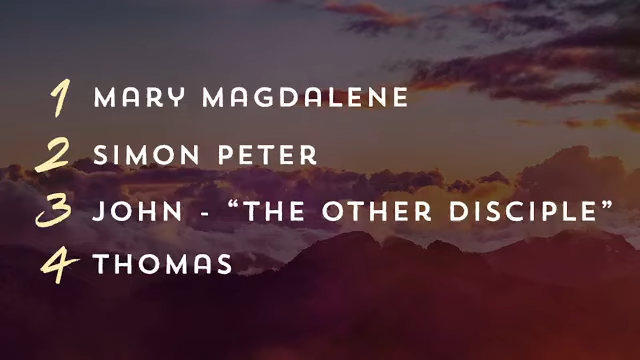 1 MARY MAGDALENE
2 SIMON PETER
3 JOHN - “THE OTHER DISCIPLE”
4 THOMAS